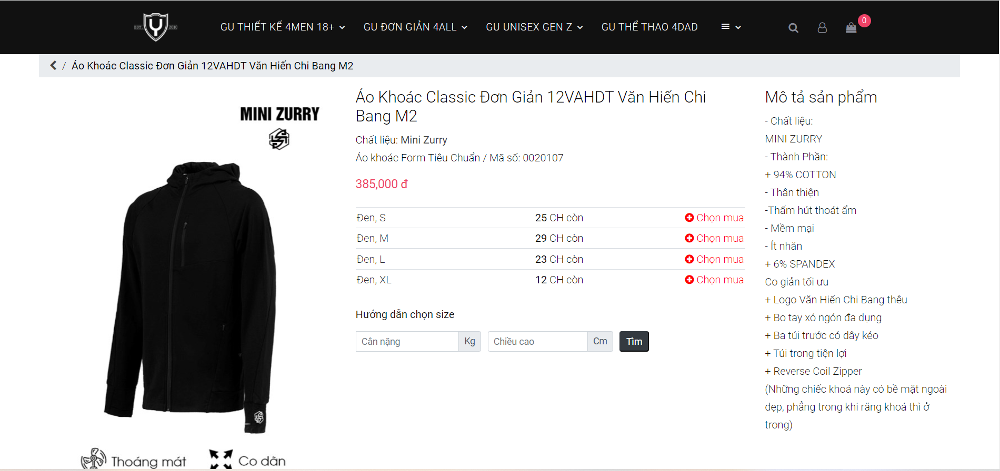 EST. Y 2010
GU THIẾT KẾ 4MEN 18+
GU ĐƠN GIẢN 4ALL
GU UNISEX GEN Z
GU THỂ THAO 4DAD
0
/ Áo Khoác Classic Đơn Giản 12VAHDT Văn Hiến Chi Bang M2
MINI ZURRY
Thoáng mát
Co dãn
Áo Khoác Classic Đơn Giản 12VAHDT Văn Hiến Chi
Bang M2
Chất liệu: Mini Zurry
Áo khoác Form Tiêu Chuẩn / Mã số: 0020107
385,000 đ
Đen, S 25 CH còn Chọn mua
Đen, M 29 CH còn Chọn mua
Đen, L 23 CH còn Chọn mua
Đen, XL 12 CH còn Chọn mua
Hướng dẫn chọn size
Cân nặng Kg Chiều cao Cm Tìm
Mô tả sản phẩm
- Chất liệu:
MINI ZURRY
- Thành Phần:
+ 94% COTTON
- Thân thiện
-Thấm hút thoát ẩm
- Mềm mại
- Ít nhăn
+ 6% SPANDEX
Co giản tối ưu
+ Logo Văn Hiến Chi Bang thêu
+ Bo tay xỏ ngón đa dụng
+ Ba túi trước có dây kéo
+ Túi trong tiện lợi
+ Reverse Coil Zipper
(Những chiếc khoá này có bề mặt ngoài
dẹp, phẳng trong khi răng khoá thì ở
trong)